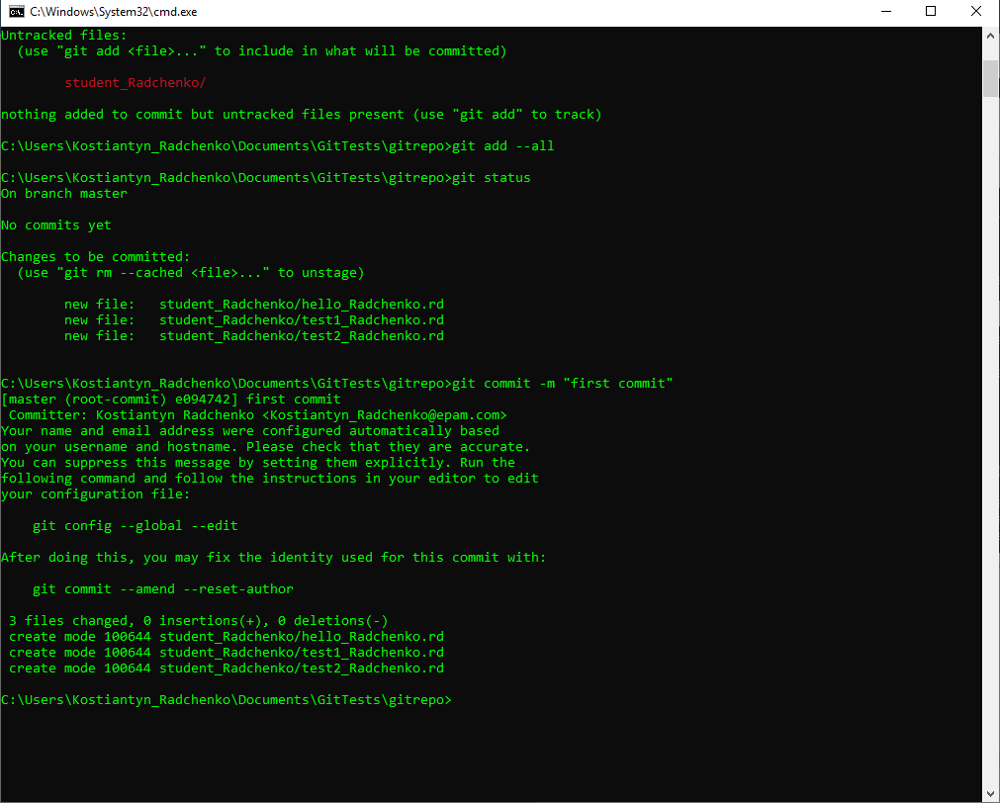 C:\Windows\System32\cmd.exe
Untracked files:
  (use "git add <file>..." to include in what will be committed)
        student_Radchenko/
nothing added to commit but untracked files present (use "git add" to track)
C:\Users\Kostiantyn_Radchenko\Documents\GitTests\gitrepo>git add --all
C:\Users\Kostiantyn_Radchenko\Documents\GitTests\gitrepo>git status
On branch master
No commits yet
Changes to be committed:
  (use "git rm --cached <file>..." to unstage)
        new file:   student_Radchenko/hello_Radchenko.rd
        new file:   student_Radchenko/test1_Radchenko.rd
        new file:   student_Radchenko/test2_Radchenko.rd
C:\Users\Kostiantyn_Radchenko\Documents\GitTests\gitrepo>git commit -m "first commit"
[master (root-commit) e094742] first commit
 Committer: Kostiantyn Radchenko <Kostiantyn_Radchenko@epam.com>
Your name and email address were configured automatically based
on your username and hostname. Please check that they are accurate.
You can suppress this message by setting them explicitly. Run the
following command and follow the instructions in your editor to edit
your configuration file:
    git config --global --edit
After doing this, you may fix the identity used for this commit with:
    git commit --amend --reset-author
 3 files changed, 0 insertions(+), 0 deletions(-)
 create mode 100644 student_Radchenko/hello_Radchenko.rd
 create mode 100644 student_Radchenko/test1_Radchenko.rd
 create mode 100644 student_Radchenko/test2_Radchenko.rd
C:\Users\Kostiantyn_Radchenko\Documents\GitTests\gitrepo>